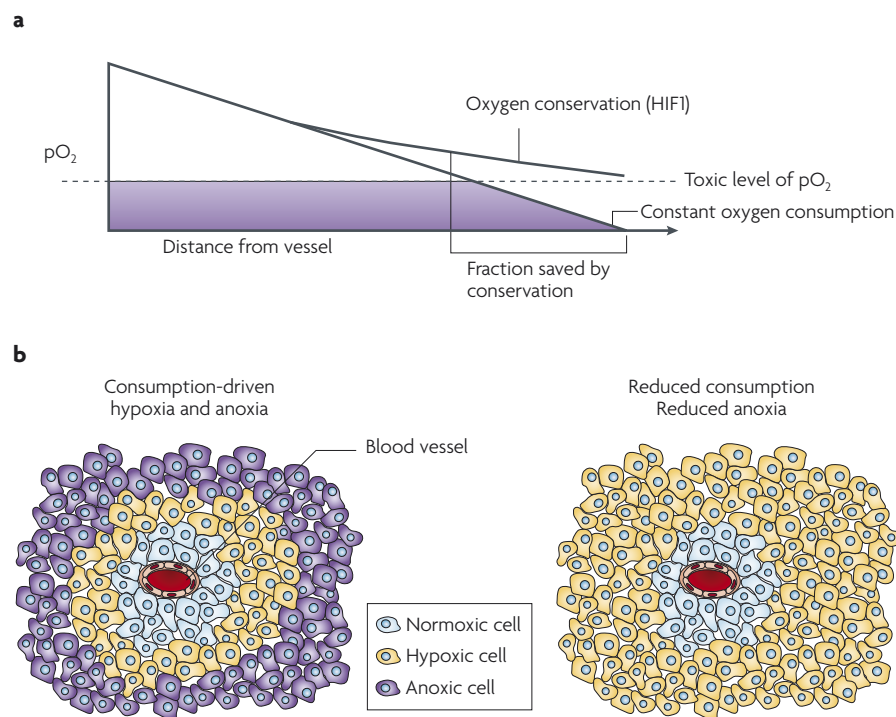 a
Oxygen conservation (HIF1)
pO2
Toxic level of pO2
Constant oxygen consumption
Distance from vessel
Fraction saved by
conservation
b
Consumption-driven
hypoxia and anoxia
Reduced consumption
Reduced anoxia
Blood vessel
Normoxic cell
Hypoxic cell
Anoxic cell